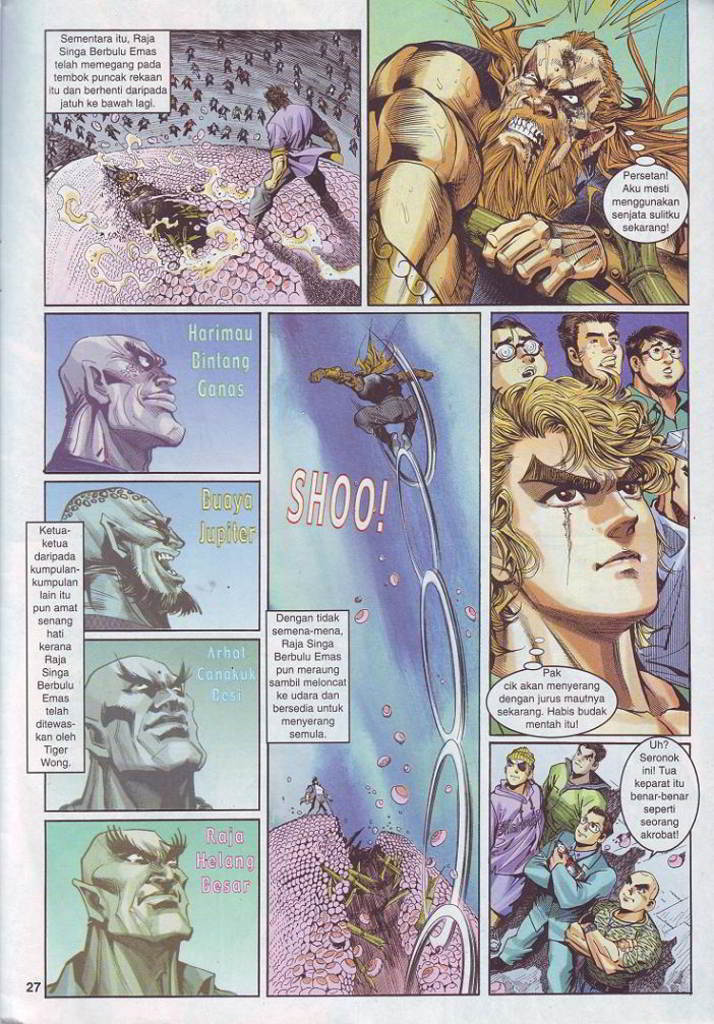 Sementara itu, Raja
Singa Berbulu Emas
telah memegang pada
tembok puncak rekaan
itu dan berhenti daripada
jatuh ke bawah lagi.
Persetan!
Aku mesti
menggunakan
senjata sulitku
sekarang!
Harimau
Bintang
Ganas
Buaya
Jupiter
Ketua-
ketua
daripada
kumpulan-
kumpulan
lain itu
pun amat
senang
hati
kerana
Raja
Singa
Berbulu
Emas
telah
ditewas-
kan oleh
Tiger
Wong.
Arhat
Cangkuk
Besi
Raja
Helang
Besar
SHOO!
Dengan tidak
semena-mena,
Raja Singa
Berbulu Emas
pun meraung
sambil meloncat
ke udara dan
bersedia untuk
menyerang
semula.
Pak
cik akan menyerang
dengan jurus mautnya
sekarang. Habis budak
mentah itu!
Uh?
Seronok
ini! Tua
keparat itu
benar-benar
seperti
seorang
akrobat!
27